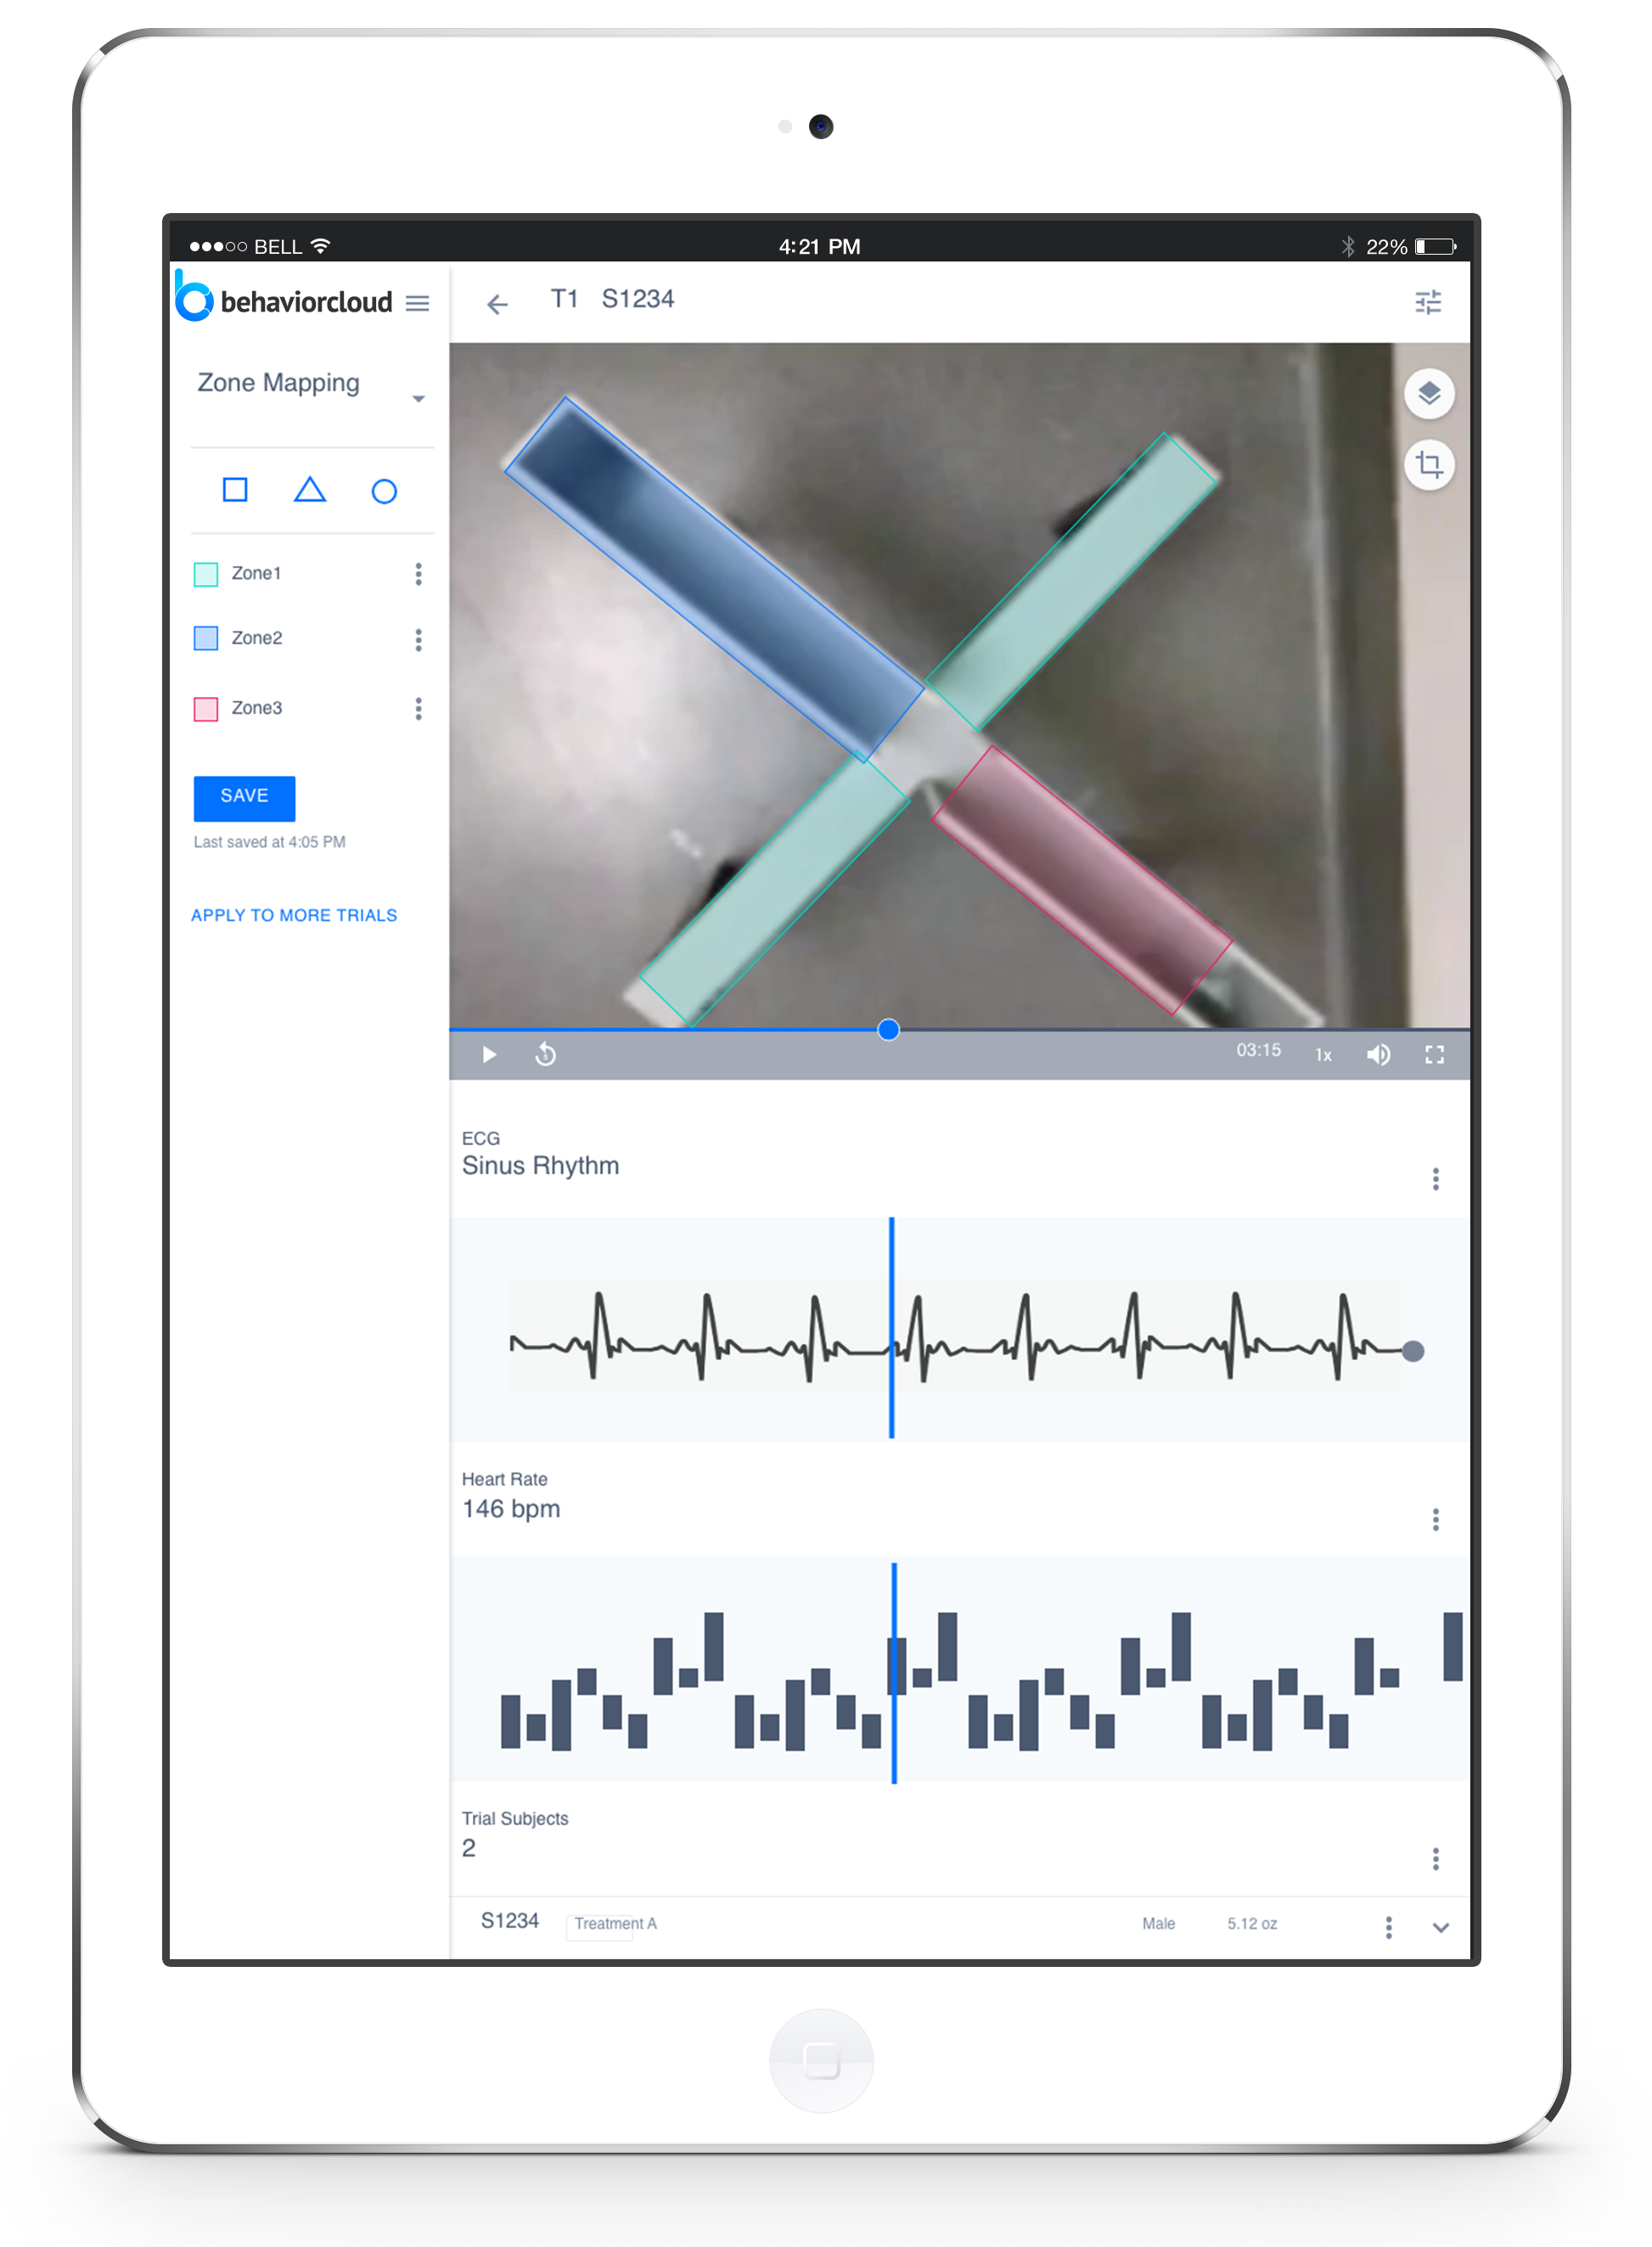 BELL 4:21 PM 22%
behaviorcloud
T1 S1234
Zone Mapping
Zone1
Zone2
Zone3
SAVE
Last saved at 4:05 PM
APPLY TO MORE TRIALS
5
03:15 1x
ECG
Sinus Rhythm
Heart Rate
146 bpm
Trial Subjects
2
S1234 Treatment A Male 5.12 oz